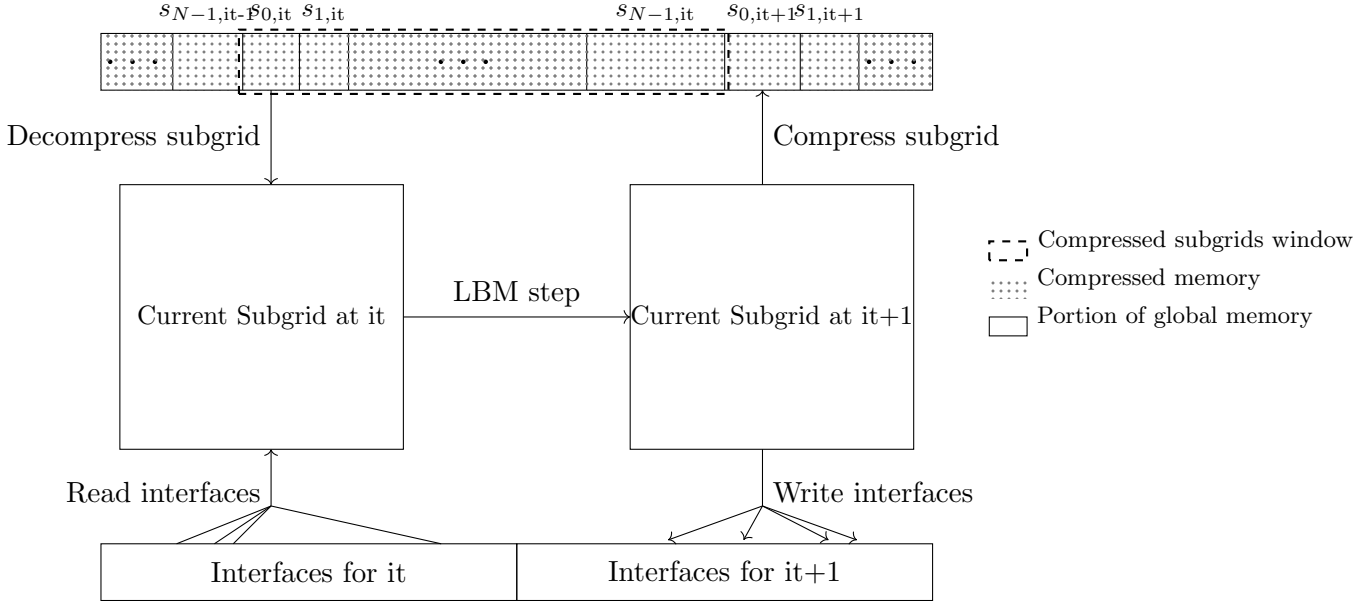 s_{N−1,it-1} s_{0,it} s_{1,it} s_{N−1,it} s_{0,it+1} s_{1,it+1}
Decompress subgrid
Compress subgrid
Compressed subgrids window
Compressed memory
Portion of global memory
Current Subgrid at it
LBM step
Current Subgrid at it+1
Read interfaces
Write interfaces
Interfaces for it
Interfaces for it+1